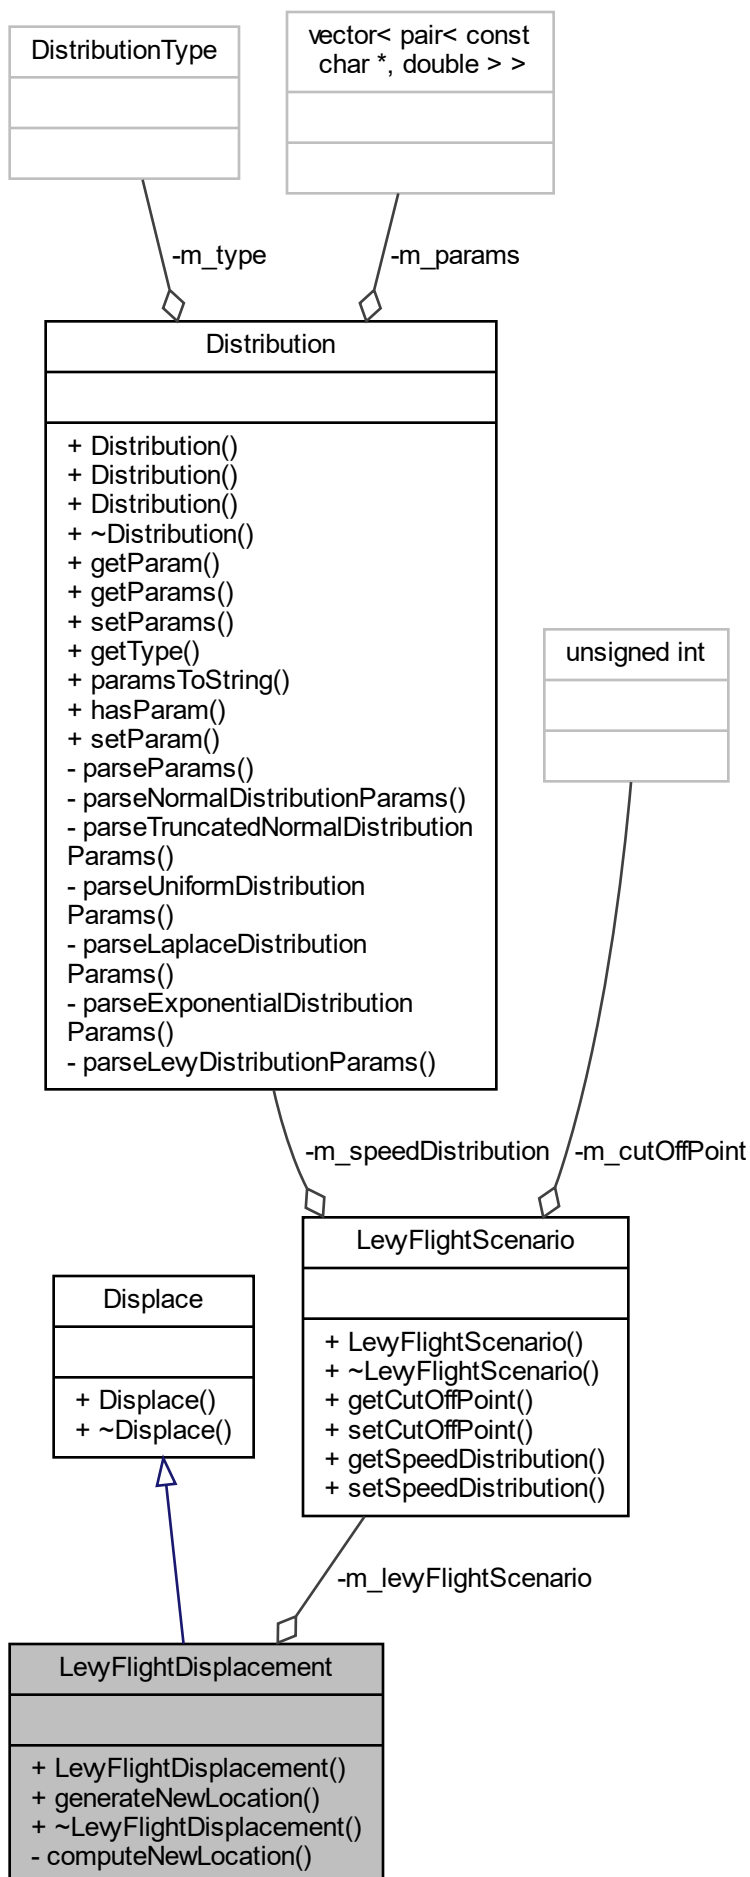 DistributionType
vector< pair< const
char *, double > >
-m_type
-m_params
Distribution
+ Distribution()
+ Distribution()
+ Distribution()
+ ~Distribution()
+ getParam()
+ getParams()
+ setParams()
+ getType()
+ paramsToString()
+ hasParam()
+ setParam()
- parseParams()
- parseNormalDistributionParams()
- parseTruncatedNormalDistribution
Params()
- parseUniformDistribution
Params()
- parseLaplaceDistribution
Params()
- parseExponentialDistribution
Params()
- parseLevyDistributionParams()
unsigned int
-m_speedDistribution
-m_cutOffPoint
LevyFlightScenario
+ LevyFlightScenario()
+ ~LevyFlightScenario()
+ getCutOffPoint()
+ setCutOffPoint()
+ getSpeedDistribution()
+ setSpeedDistribution()
Displace
+ Displace()
+ ~Displace()
-m_levyFlightScenario
LevyFlightDisplacement
+ LevyFlightDisplacement()
+ generateNewLocation()
+ ~LevyFlightDisplacement()
- computeNewLocation()